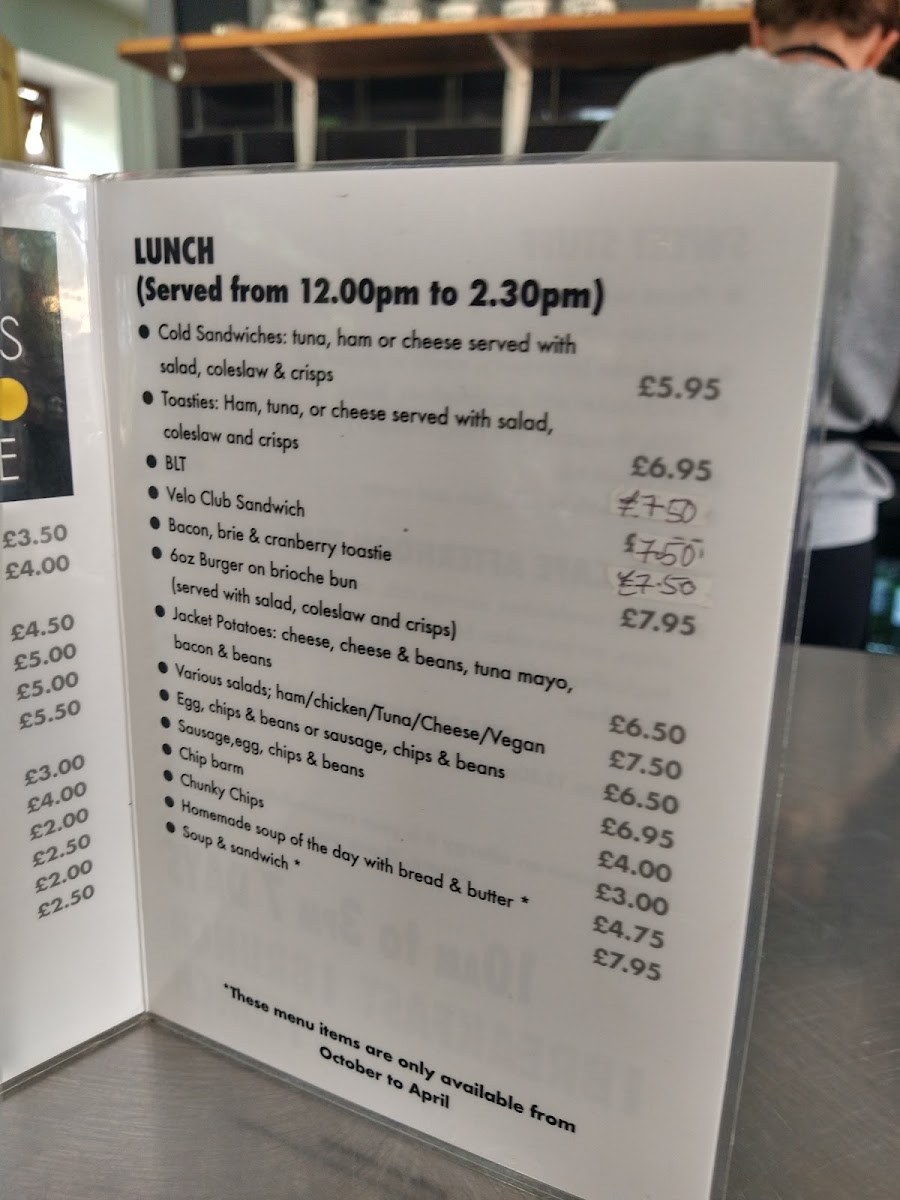 S
E
£3.50
£4.00
£4.50
£5.00
£5.00
£5.50
£3.00
£4.00
£2.00
£2.50
£2.00
£2.50
LUNCH
(Served from 12.00pm to 2.30pm)
• Cold Sandwiches: tuna, ham or cheese served with
salad, coleslaw & crisps £5.95
• Toasties: Ham, tuna, or cheese served with salad,
coleslaw and crisps £6.95
• BLT £7.50
• Velo Club Sandwich £7.50
• Bacon, brie & cranberry toastie £7.50
• 6oz Burger on brioche bun £7.95
(served with salad, coleslaw and crisps)
• Jacket Potatoes: cheese, cheese & beans, tuna mayo,
bacon & beans £6.50
• Various salads; ham/chicken/Tuna/Cheese/Vegan £7.50
• Egg, chips & beans or sausage, chips & beans £6.50
• Sausage,egg, chips & beans £6.95
• Chip barm £4.00
• Chunky Chips £3.00
• Homemade soup of the day with bread & butter * £4.75
• Soup & sandwich * £7.95
*These menu items are only available from
October to April